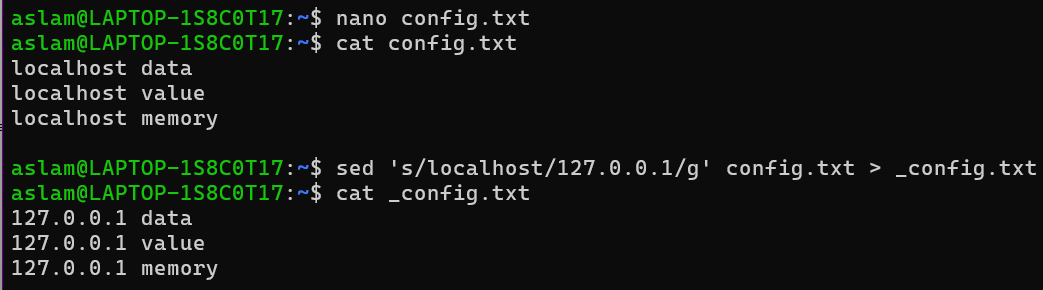 aslam@LAPTOP-1S8C0T17:~$ nano config.txt
aslam@LAPTOP-1S8C0T17:~$ cat config.txt
localhost data
localhost value
localhost memory
aslam@LAPTOP-1S8C0T17:~$ sed 's/localhost/127.0.0.1/g' config.txt > _config.txt
aslam@LAPTOP-1S8C0T17:~$ cat _config.txt
127.0.0.1 data
127.0.0.1 value
127.0.0.1 memory